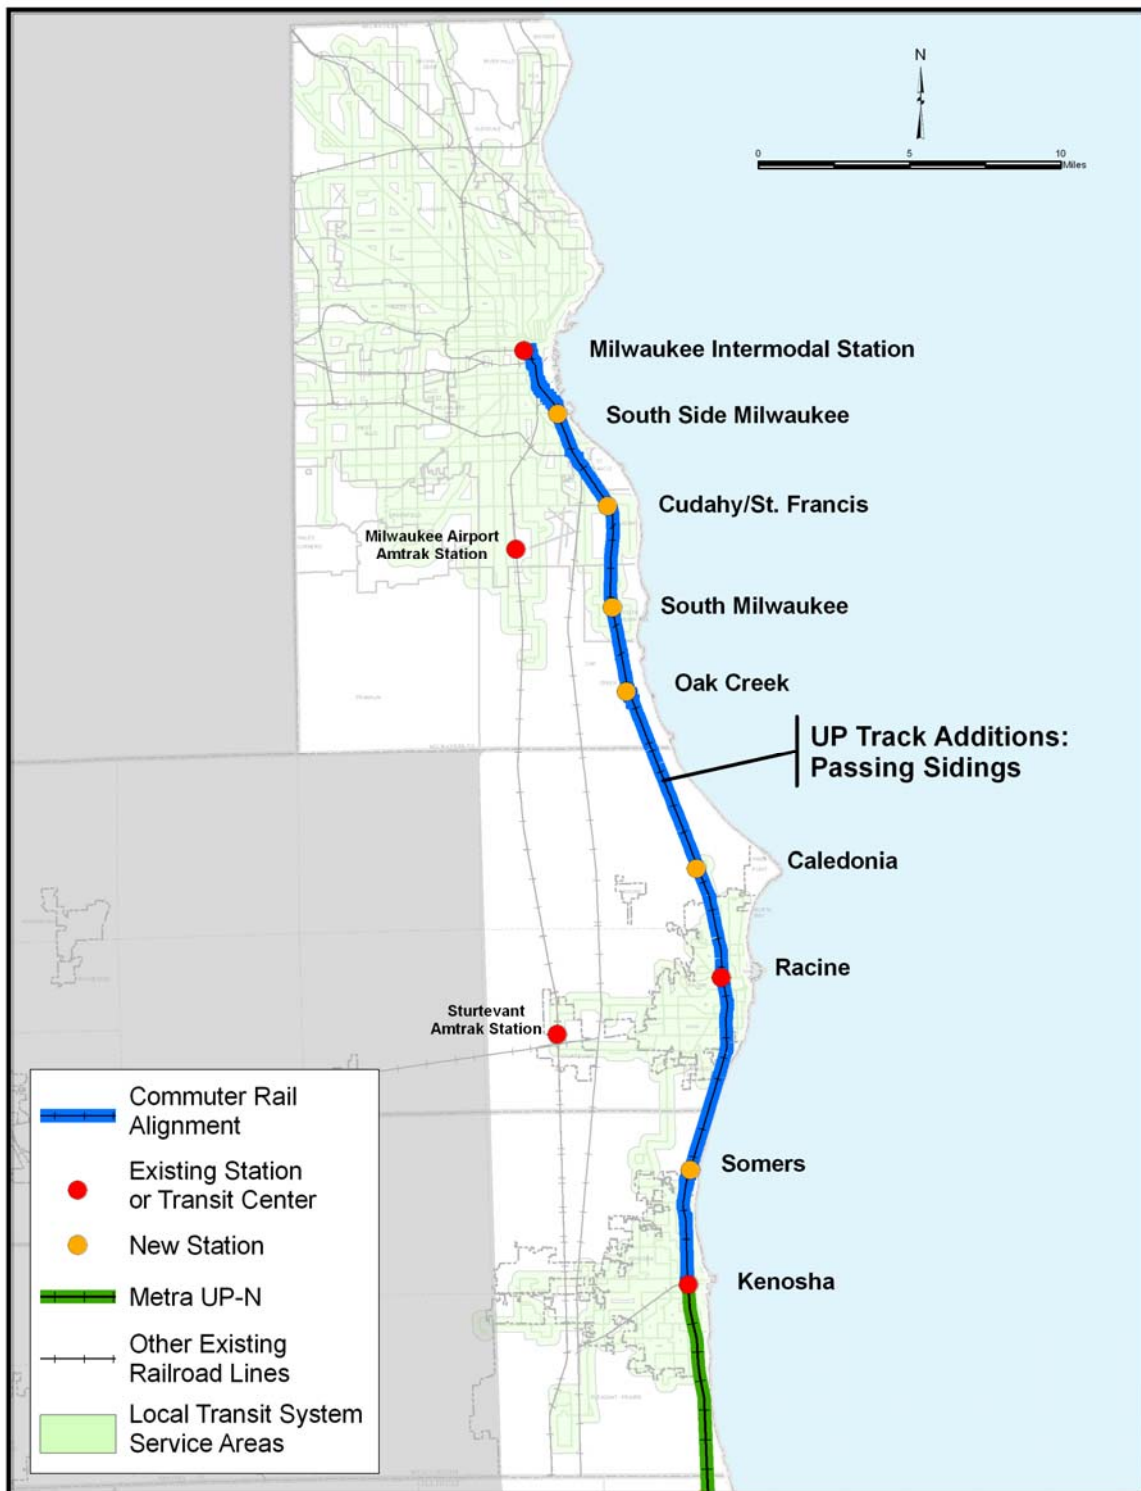 N
0
5
10
Miles
Milwaukee Intermodal Station
South Side Milwaukee
Cudahy/St. Francis
Milwaukee Airport
Amtrak Station
South Milwaukee
Oak Creek
UP Track Additions:
Passing Sidings
Caledonia
Racine
Sturtevant
Amtrak Station
Somers
Kenosha
Commuter Rail
Alignment
Existing Station
or Transit Center
New Station
Metra UP-N
Other Existing
Railroad Lines
Local Transit System
Service Areas